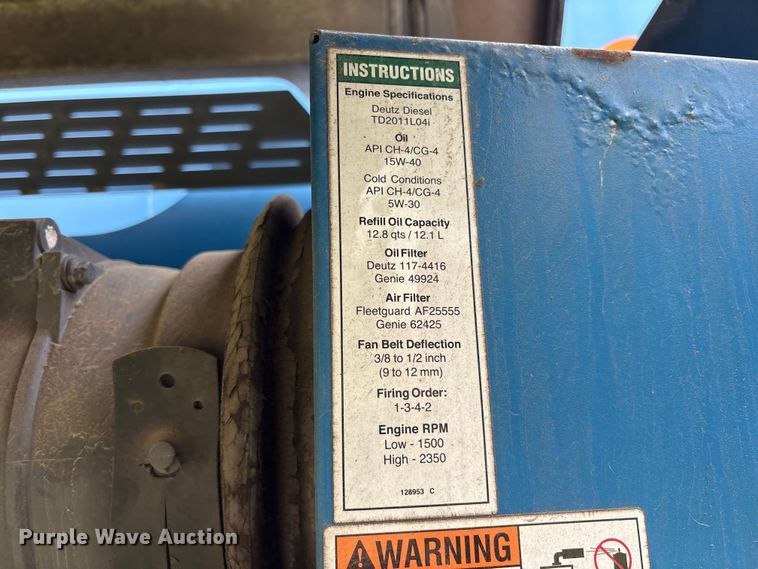 INSTRUCTIONS
Engine Specifications
Deutz Diesel
TD2011L04i
Oil
API CH-4/CG-4
15W-40
Cold Conditions
API CH-4/CG-4
5W-30
Refill Oil Capacity
12.8 qts / 12.1 L
Oil Filter
Deutz 117-4416
Genie 49924
Air Filter
Fleetguard AF25555
Genie 62425
Fan Belt Deflection
3/8 to 1/2 inch
(9 to 12 mm)
Firing Order:
1-3-4-2
Engine RPM
Low - 1500
High - 2350
128953 C
WARNING
Purple Wave Auction®